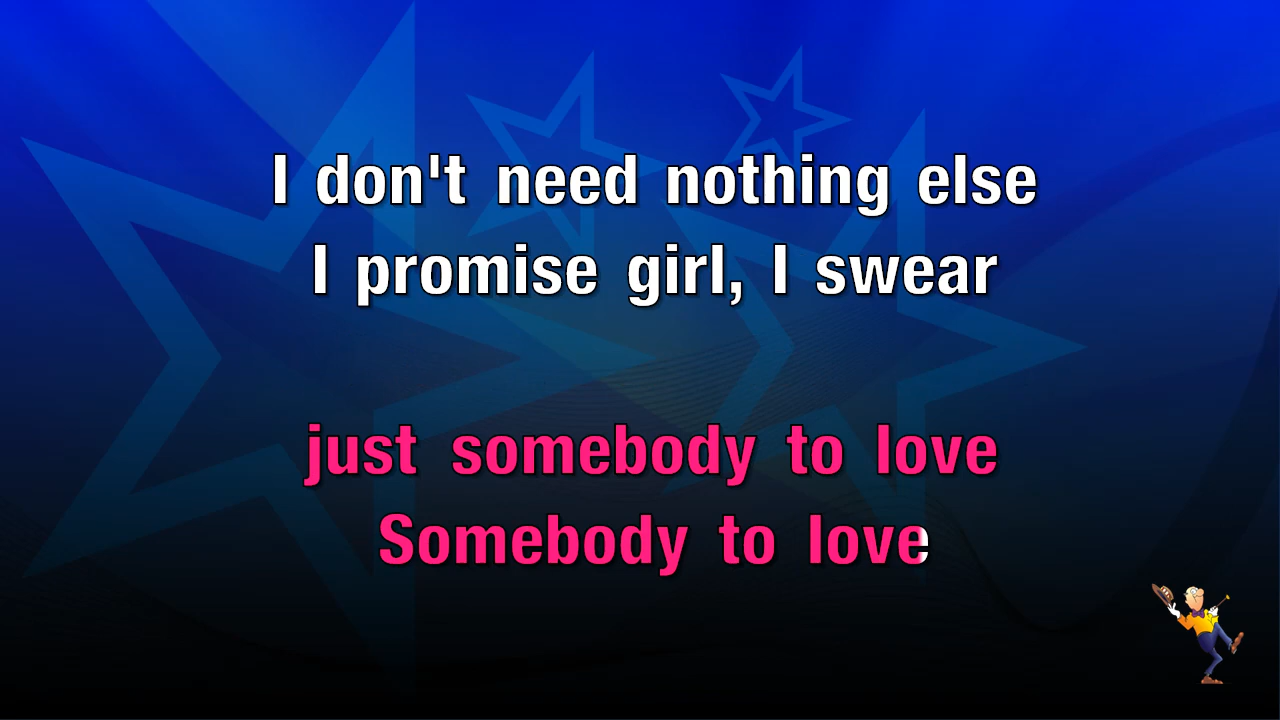 I don't need nothing else
I promise girl, I swear
just somebody to love
Somebody to love